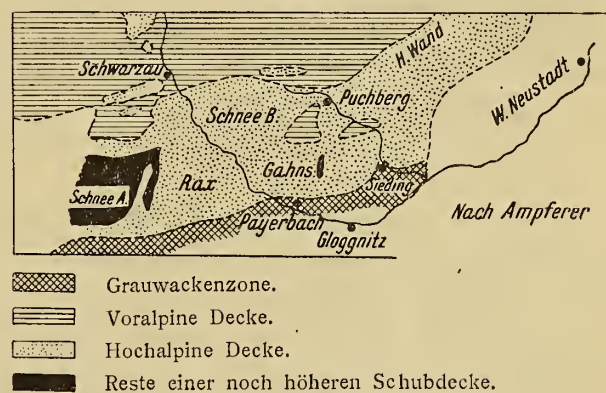 H. Wand
Schwarzau
W. Neustadt
Puchberg
Schnee B.
Gahns.
Sieding
Schnee A.
Rax
Payerbach
Nach Ampferer
Gloggnitz
Grauwackenzone.
Voralpine Decke.
Hochalpine Decke.
Reste einer noch höheren Schubdecke.